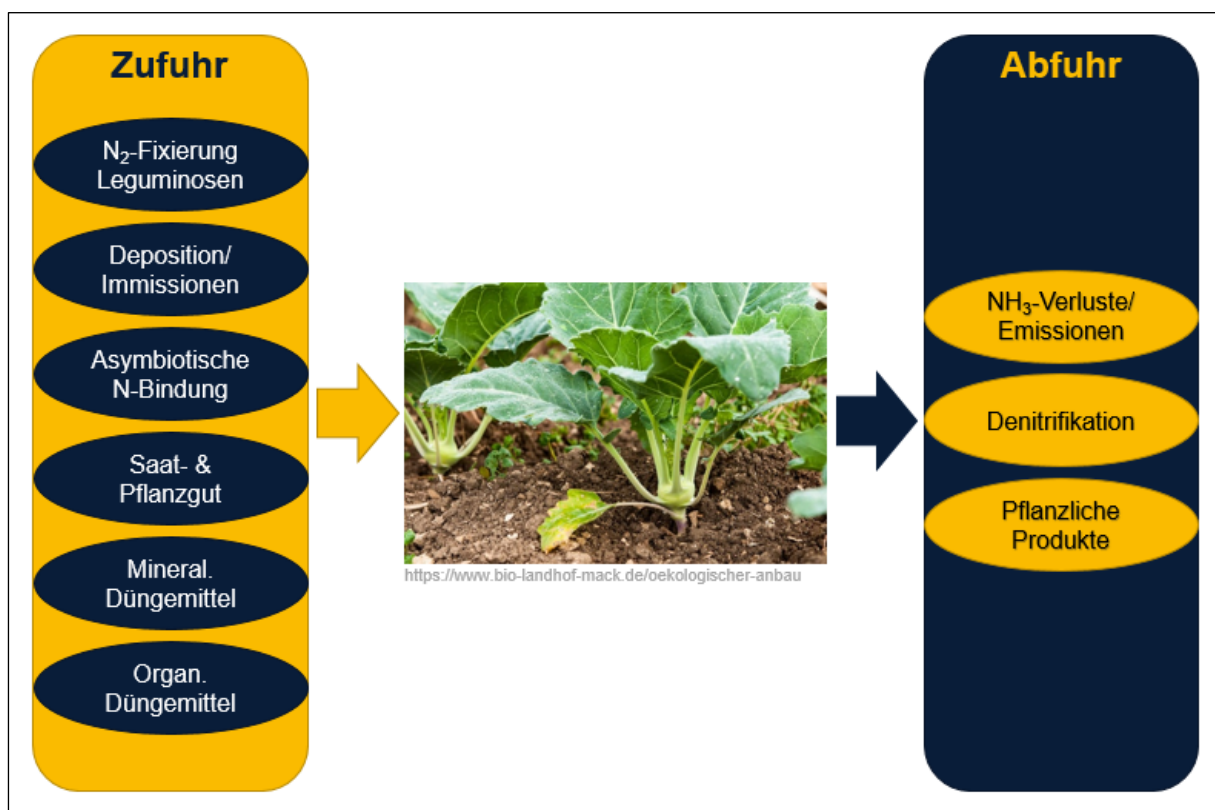 Zufuhr
N₂-Fixierung
Leguminosen
Deposition/
Immissionen
Asymbiotische
N-Bindung
Saat- &
Pflanzgut
Mineral.
Düngemittel
Organ.
Düngemittel
https://www.bio-landhof-mack.de/oekologischer-anbau
Abfuhr
NH₃-Verluste/
Emissionen
Denitrifikation
Pflanzliche
Produkte